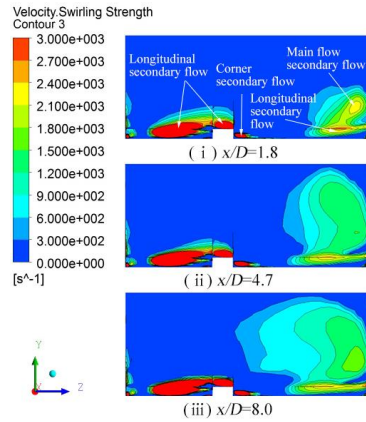 Velocity.Swirling Strength
Contour 3
3.000e+003
2.700e+003
2.400e+003
2.100e+003
1.800e+003
1.500e+003
1.200e+003
9.000e+002
6.000e+002
3.000e+002
0.000e+000
[s^-1]
Longitudinal
secondary flow
Corner
secondary flow
Main flow
secondary flow
Longitudinal
secondary
flow
(ⅰ) x/D=1.8
(ⅱ) x/D=4.7
(ⅲ) x/D=8.0
Y
Z